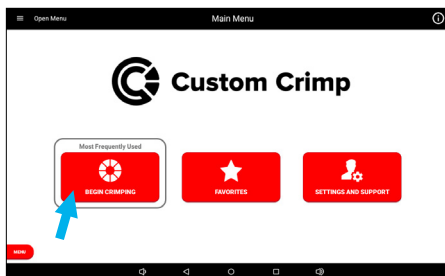 Open Menu
Main Menu
Custom Crimp
Most Frequently Used
BEGIN CRIMPING
FAVORITES
SETTINGS AND SUPPORT
MENU